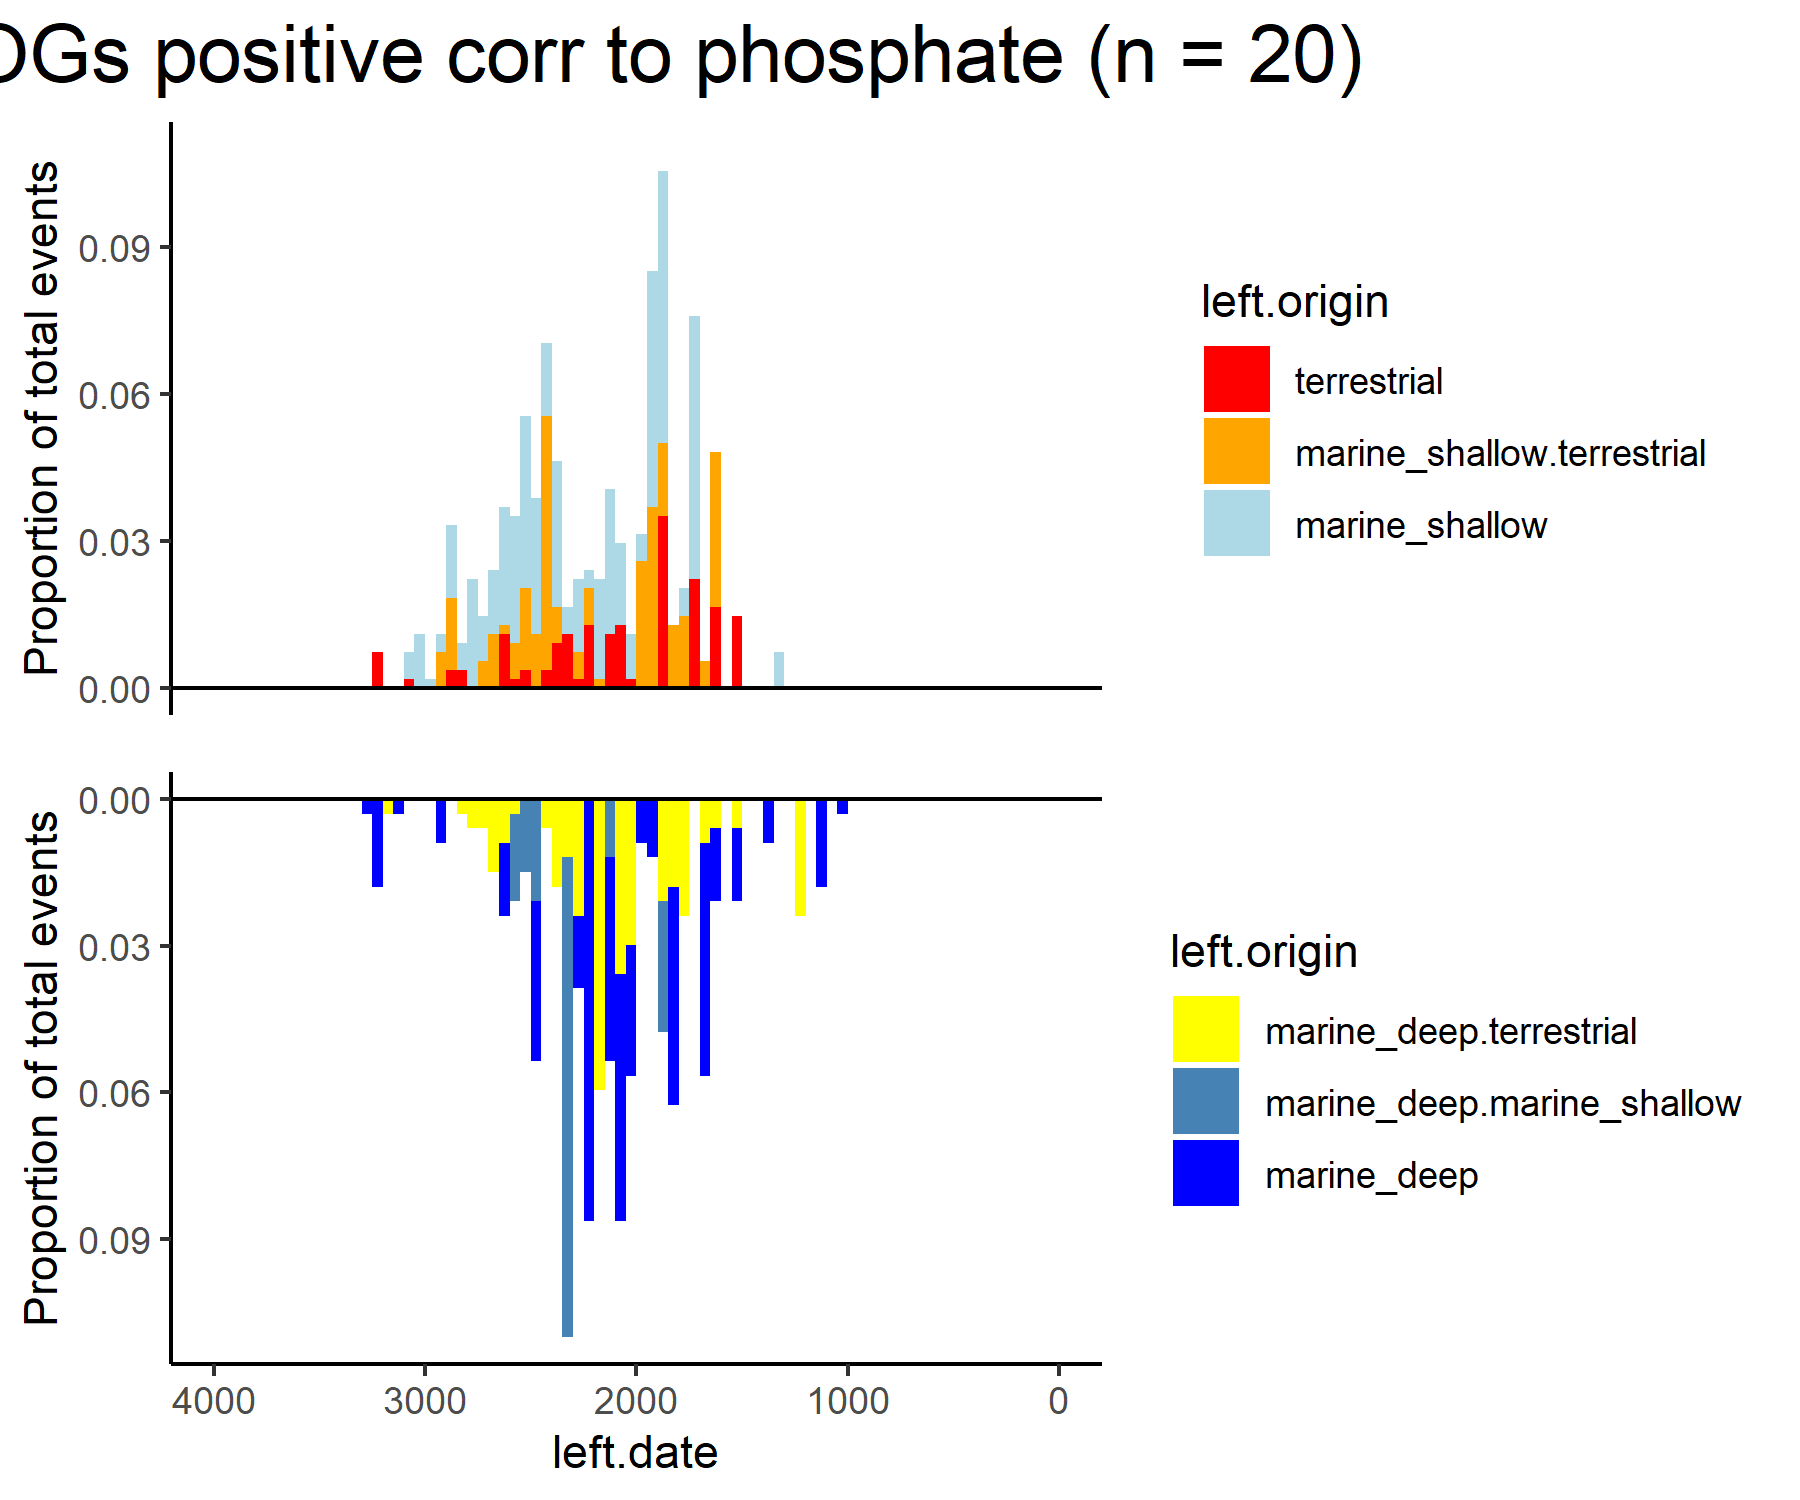 OGs positive corr to phosphate (n = 20)
Proportion of total events
0.09
0.06
0.03
0.00
left.origin
terrestrial
marine_shallow.terrestrial
marine_shallow
Proportion of total events
0.00
0.03
0.06
0.09
left.origin
marine_deep.terrestrial
marine_deep.marine_shallow
marine_deep
4000 3000 2000 1000 0
left.date